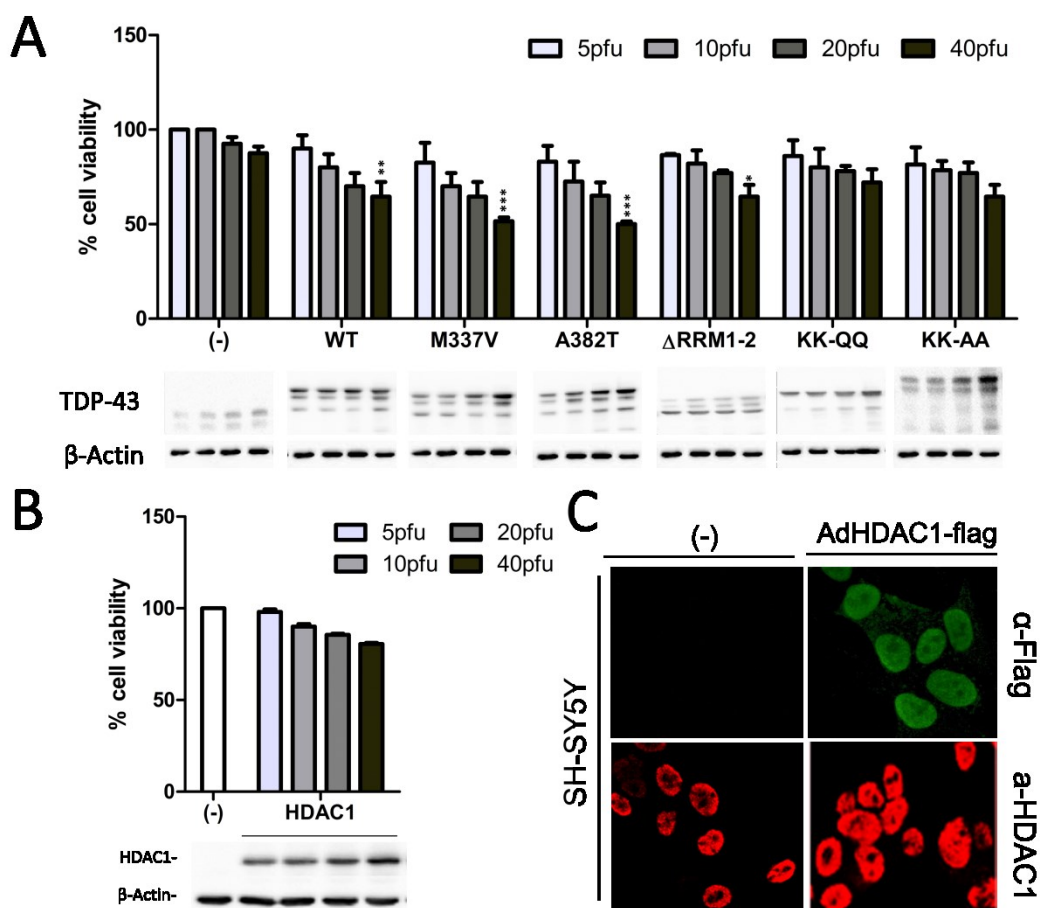 A
150
5pfu 10pfu 20pfu 40pfu
% cell viability
100
**
***
***
*
50
0
(-) WT M337V A382T ΔRRM1-2 KK-QQ KK-AA
TDP-43
β-Actin
B
150
5pfu 20pfu
10pfu 40pfu
% cell viability
100
50
0
(-) HDAC1
HDAC1-
β-Actin-
C
(-) AdHDAC1-flag
SH-SY5Y
α-Flag
a-HDAC1